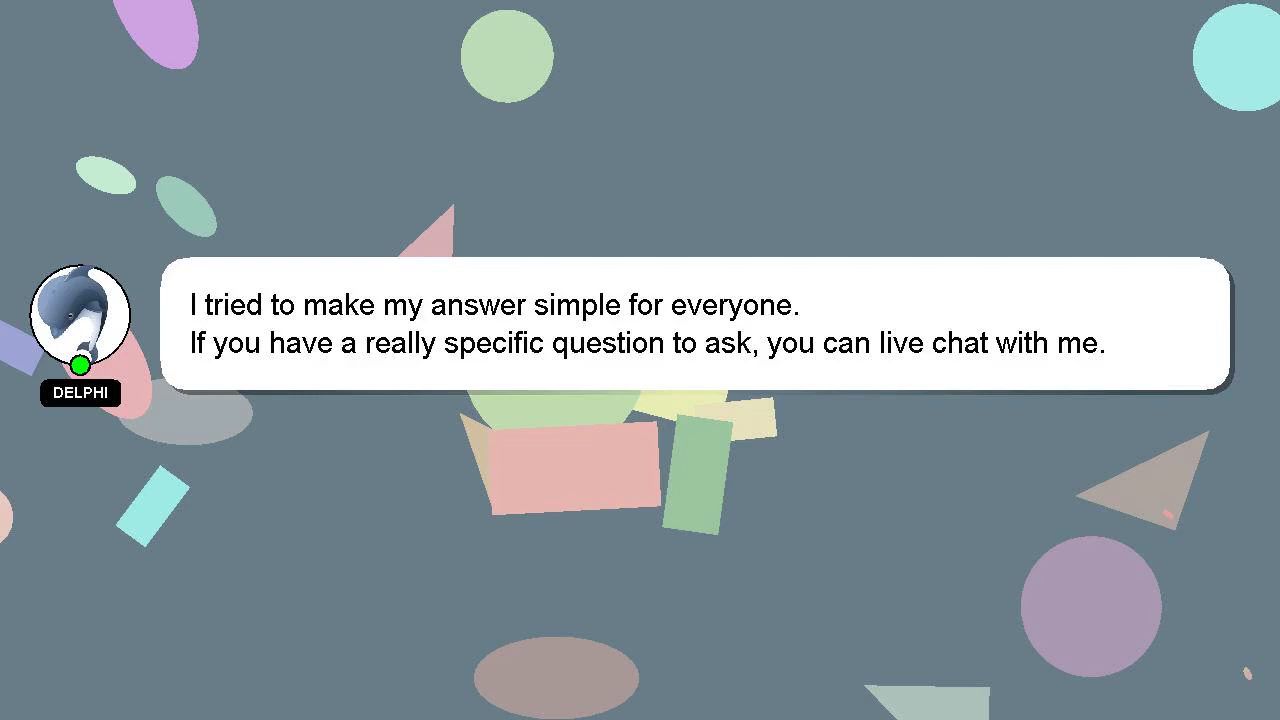 I tried to make my answer simple for everyone.
If you have a really specific question to ask, you can live chat with me.
DELPHI